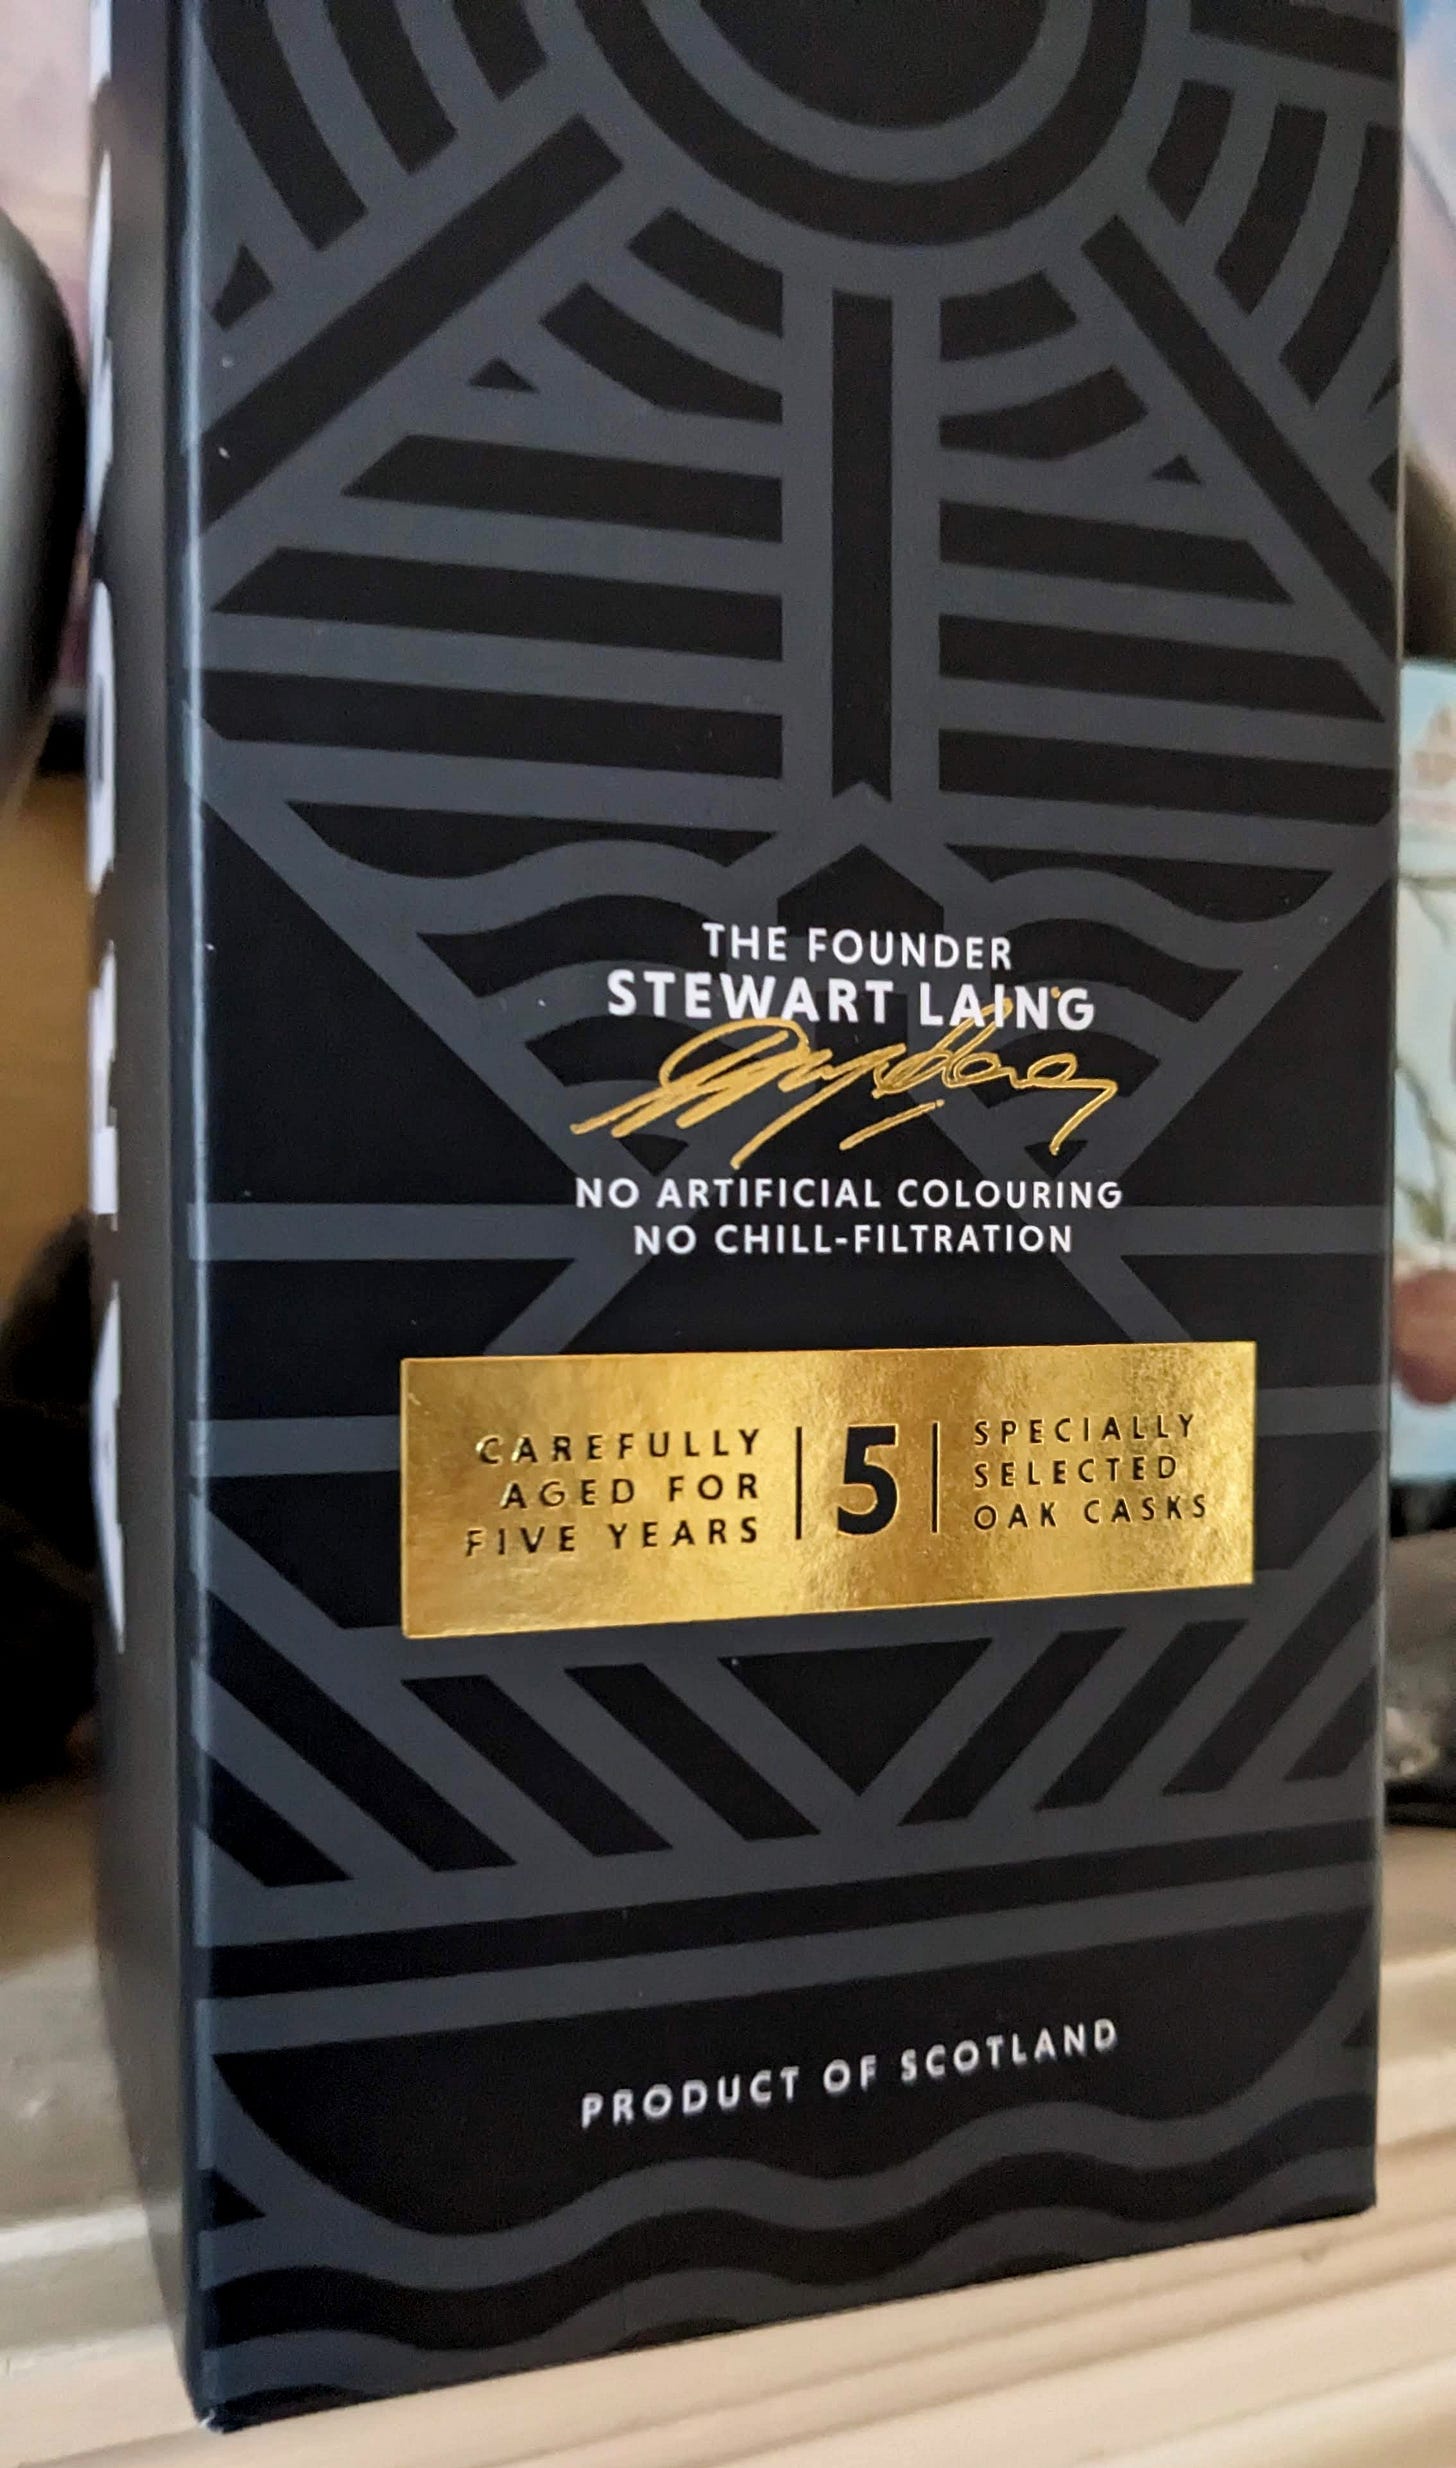 THE FOUNDER
STEWART LAING
NO ARTIFICIAL COLOURING
NO CHILL-FILTRATION
CAREFULLY
AGED FOR
FIVE YEARS
5
SPECIALLY
SELECTED
OAK CASKS
PRODUCT OF SCOTLAND